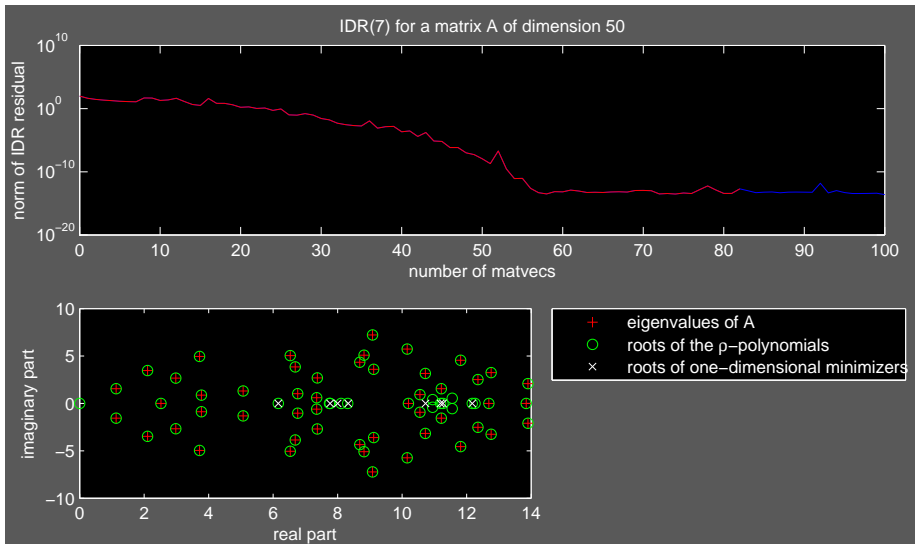 IDR(7) for a matrix A of dimension 50
norm of IDR residual
10^10
10^0
10^-10
10^-20
0 10 20 30 40 50 60 70 80 90 100
number of matvecs
imaginary part
10
5
0
-5
-10
0 2 4 6 8 10 12 14
real part
eigenvalues of A
roots of the ρ-polynomials
roots of one-dimensional minimizers